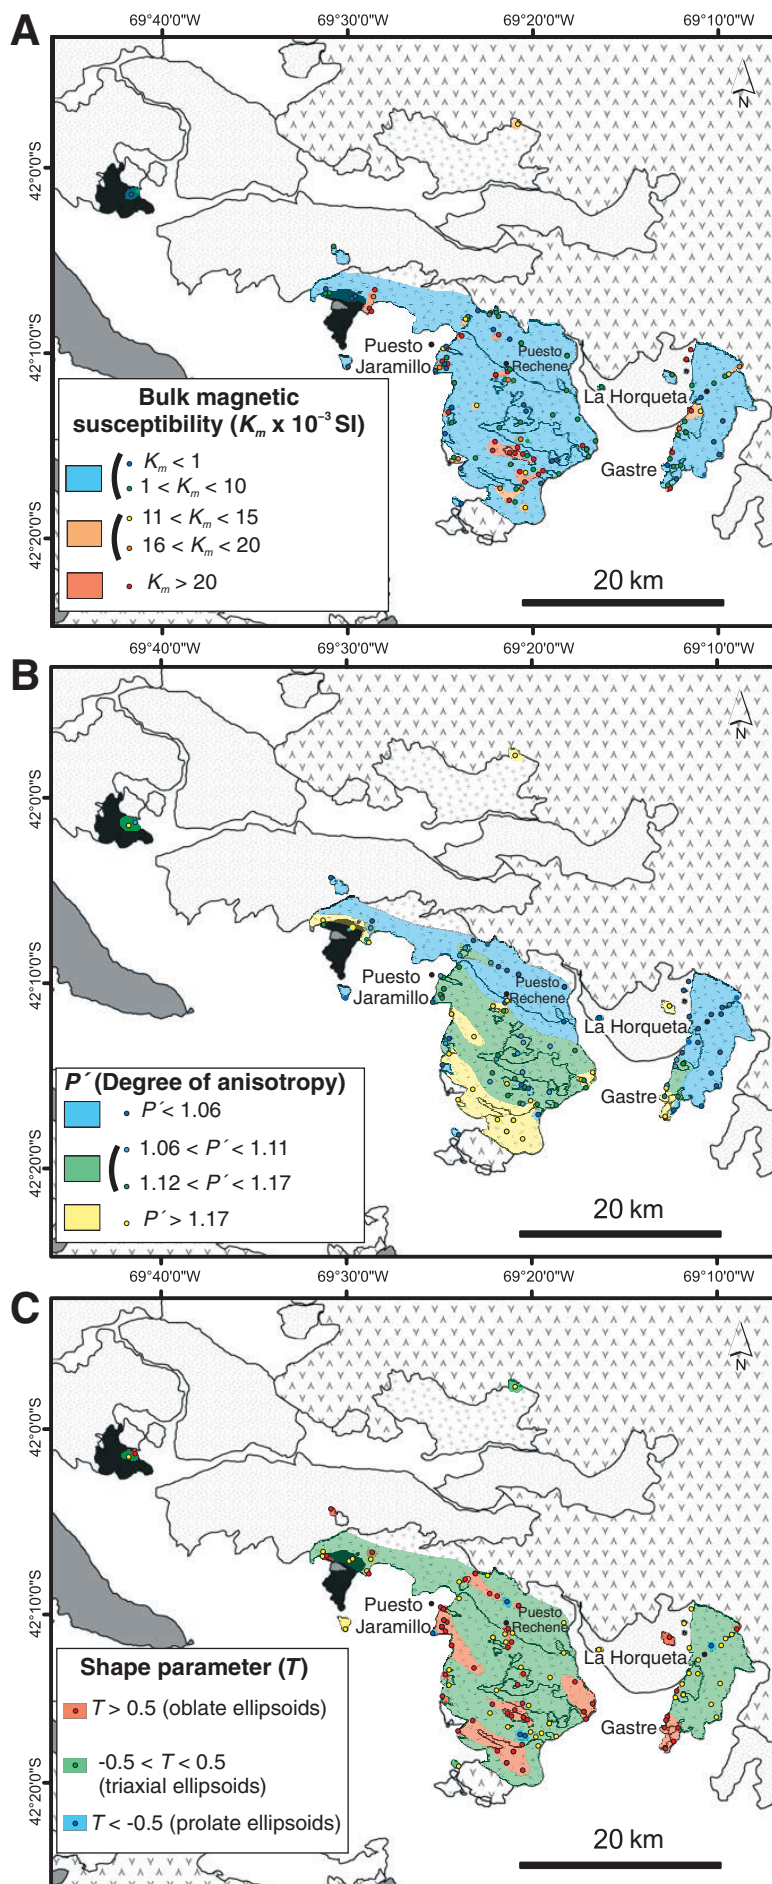 A
69°40'0"W 69°30'0"W 69°20'0"W 69°10'0"W
N
42°0'0"S
42°10'0"S
42°20'0"S
Puesto
Jaramillo
Puesto
Rechene
La Horqueta
Gastre
Bulk magnetic
susceptibility (Km x 10⁻³ SI)
Km < 1
1 < Km < 10
11 < Km < 15
16 < Km < 20
Km > 20
20 km
B
69°40'0"W 69°30'0"W 69°20'0"W 69°10'0"W
N
42°0'0"S
42°10'0"S
42°20'0"S
Puesto
Jaramillo
Puesto
Rechene
La Horqueta
Gastre
P´ (Degree of anisotropy)
P´ < 1.06
1.06 < P´ < 1.11
1.12 < P´ < 1.17
P´ > 1.17
20 km
C
69°40'0"W 69°30'0"W 69°20'0"W 69°10'0"W
N
42°0'0"S
42°10'0"S
42°20'0"S
Puesto
Jaramillo
Puesto
Rechene
La Horqueta
Gastre
Shape parameter (T)
T > 0.5 (oblate ellipsoids)
-0.5 < T < 0.5
(triaxial ellipsoids)
T < -0.5 (prolate ellipsoids)
20 km